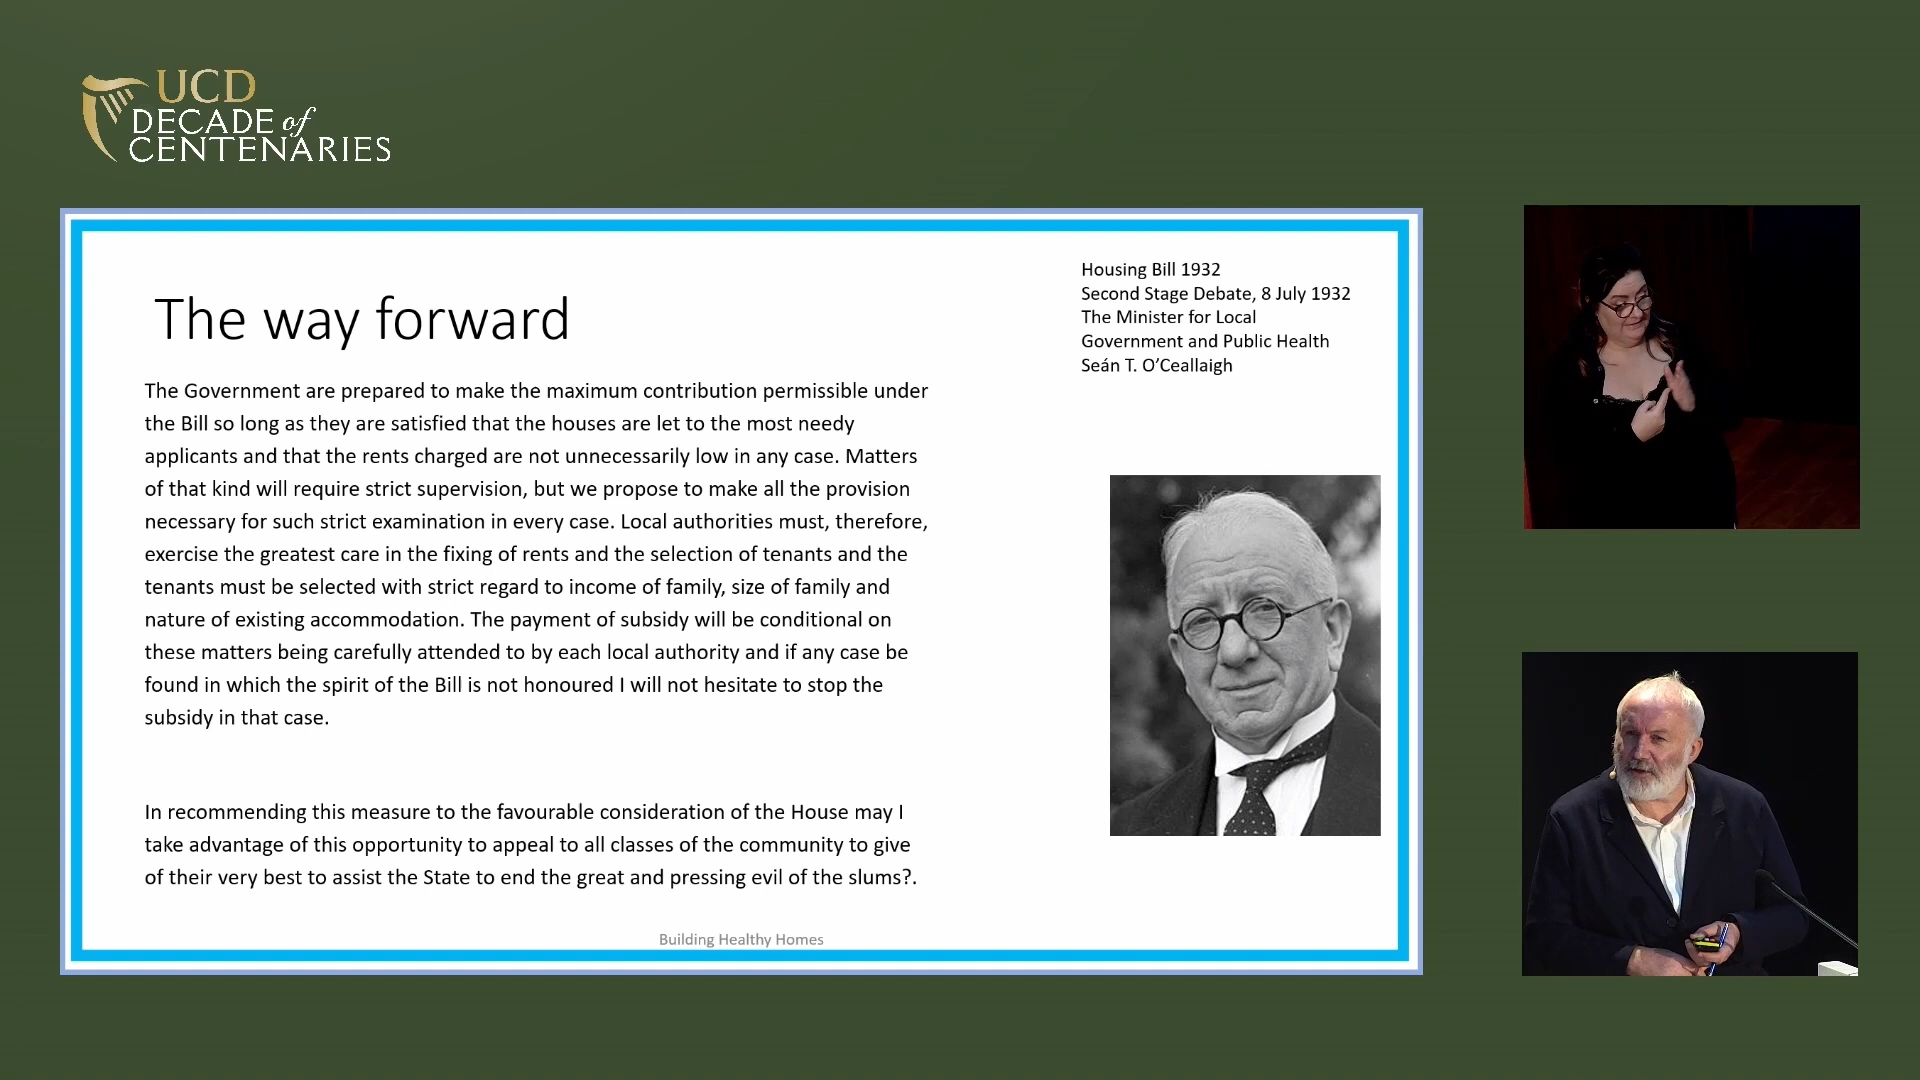 UCD
DECADE of
CENTENARIES
Housing Bill 1932
Second Stage Debate, 8 July 1932
The Minister for Local
Government and Public Health
Seán T. O’Ceallaigh
The way forward
The Government are prepared to make the maximum contribution permissible under
the Bill so long as they are satisfied that the houses are let to the most needy
applicants and that the rents charged are not unnecessarily low in any case. Matters
of that kind will require strict supervision, but we propose to make all the provision
necessary for such strict examination in every case. Local authorities must, therefore,
exercise the greatest care in the fixing of rents and the selection of tenants and the
tenants must be selected with strict regard to income of family, size of family and
nature of existing accommodation. The payment of subsidy will be conditional on
these matters being carefully attended to by each local authority and if any case be
found in which the spirit of the Bill is not honoured I will not hesitate to stop the
subsidy in that case.
In recommending this measure to the favourable consideration of the House may I
take advantage of this opportunity to appeal to all classes of the community to give
of their very best to assist the State to end the great and pressing evil of the slums?.
Building Healthy Homes